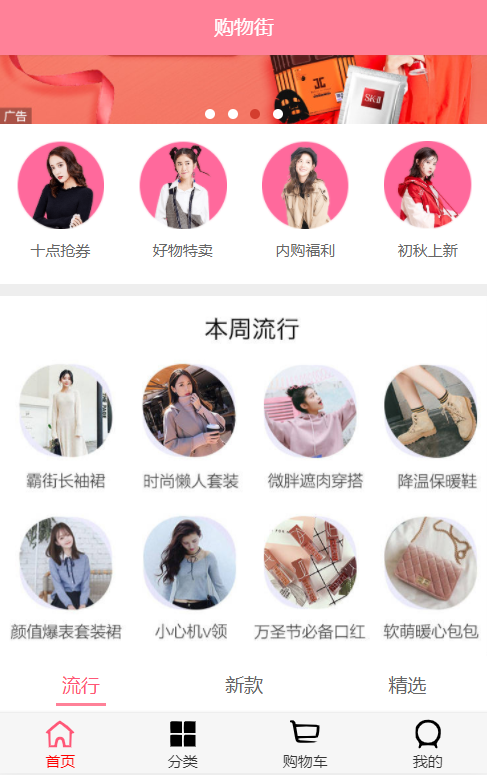 购物街
SK-II
广告
十点抢券 好物特卖 内购福利 初秋上新
本周流行
霸街长袖裙 时尚懒人套装 微胖遮肉穿搭 降温保暖鞋
颜值爆表套装裙 小心机v领 万圣节必备口红 软萌暖心包包
流行 新款 精选
首页 分类 购物车 我的